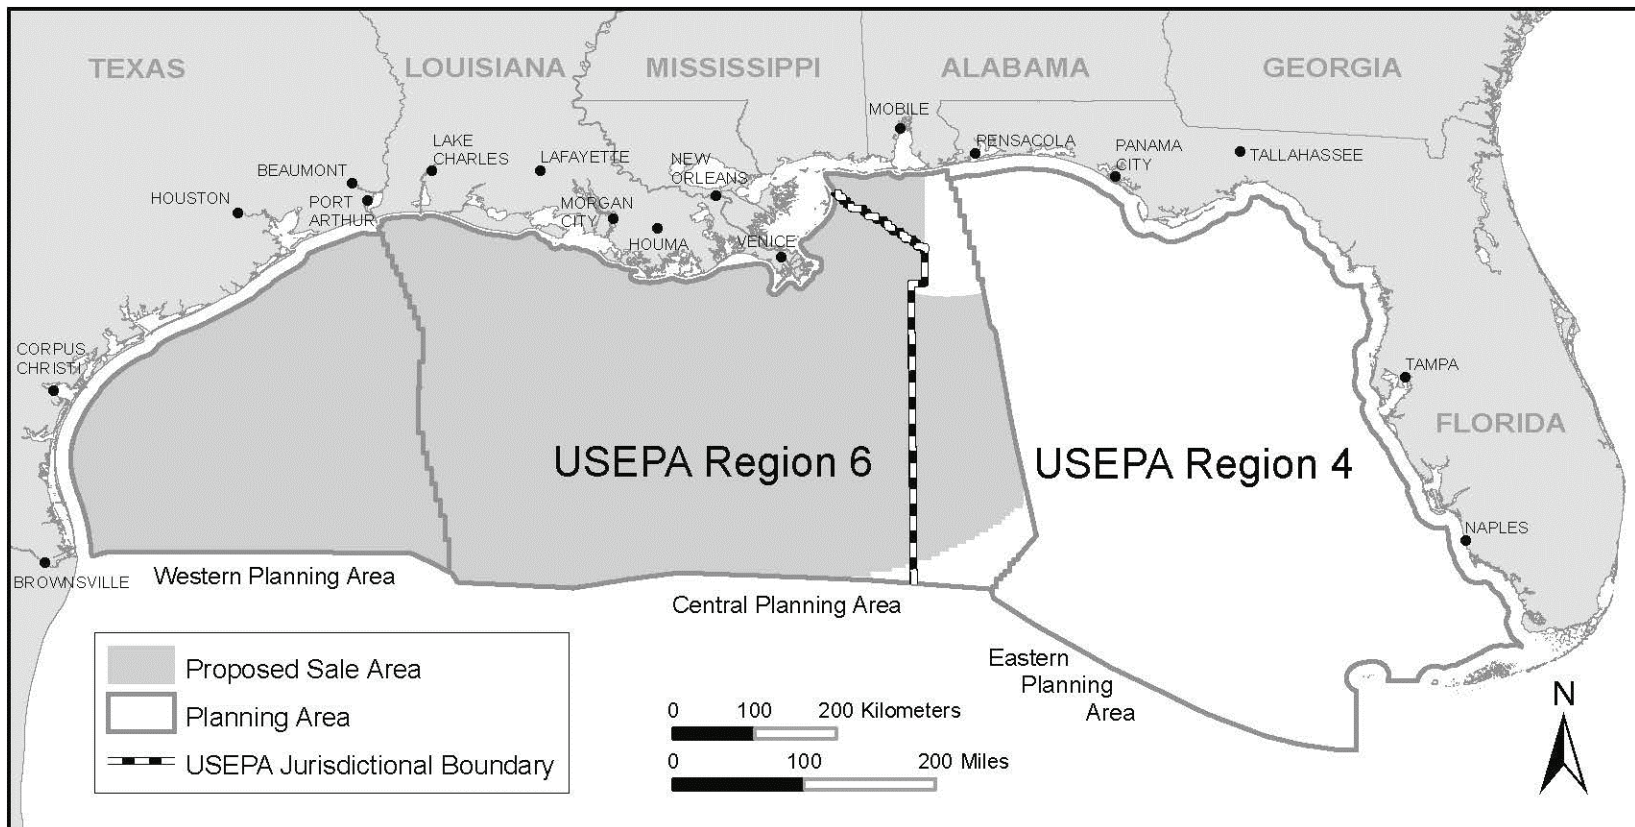 TEXAS
LOUISIANA
MISSISSIPPI
ALABAMA
GEORGIA
MOBILE
PENSACOLA
PANAMA
CITY
TALLAHASSEE
LAKE
CHARLES
LAFAYETTE
NEW
ORLEANS
BEAUMONT
HOUSTON
PORT
ARTHUR
MORGAN
CITY
HOUMA
VENICE
CORPUS
CHRISTI
TAMPA
FLORIDA
USEPA Region 6
USEPA Region 4
NAPLES
BROWNSVILLE
Western Planning Area
Central Planning Area
Eastern
Planning
Area
Proposed Sale Area
Planning Area
USEPA Jurisdictional Boundary
0 100 200 Kilometers
0 100 200 Miles
N